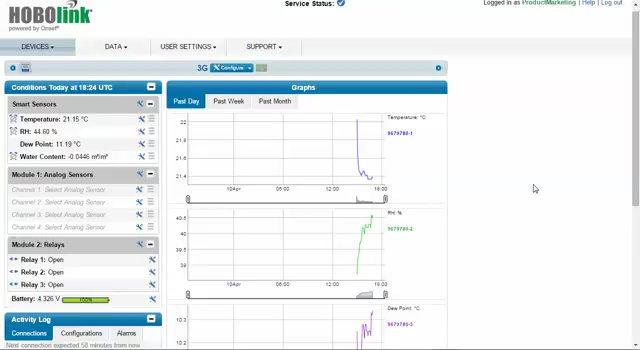 HOBOlink®
powered by Onset®
Service Status:
Logged in as ProductMarketing | Help | Log out
DEVICES
DATA
USER SETTINGS
SUPPORT
3G
Configure
Conditions Today at 18:24 UTC
Smart Sensors
Temperature: 21.15 °C
RH: 44.60 %
Dew Point: 11.19 °C
Water Content: -0.0446 m³/m³
Module 1: Analog Sensors
Channel 1 Select Analog Sensor
Channel 2 Select Analog Sensor
Channel 3 Select Analog Sensor
Channel 4 Select Analog Sensor
Module 2: Relays
Relay 1: Open
Relay 2: Open
Relay 3: Open
Battery: 4.326 V 100%
Activity Log
Connections
Configurations
Alarms
Next connection expected 58 minutes from now
Graphs
Past Day
Past Week
Past Month
22
21.8
21.6
21.4
10Apr
06:00
12:00
18:00
Temperature: °C
9679780-1
40.5
40
39.5
39
10Apr
06:00
12:00
18:00
RH: %
9679780-2
10.3
10.2
Dew Point: °C
9679780-3